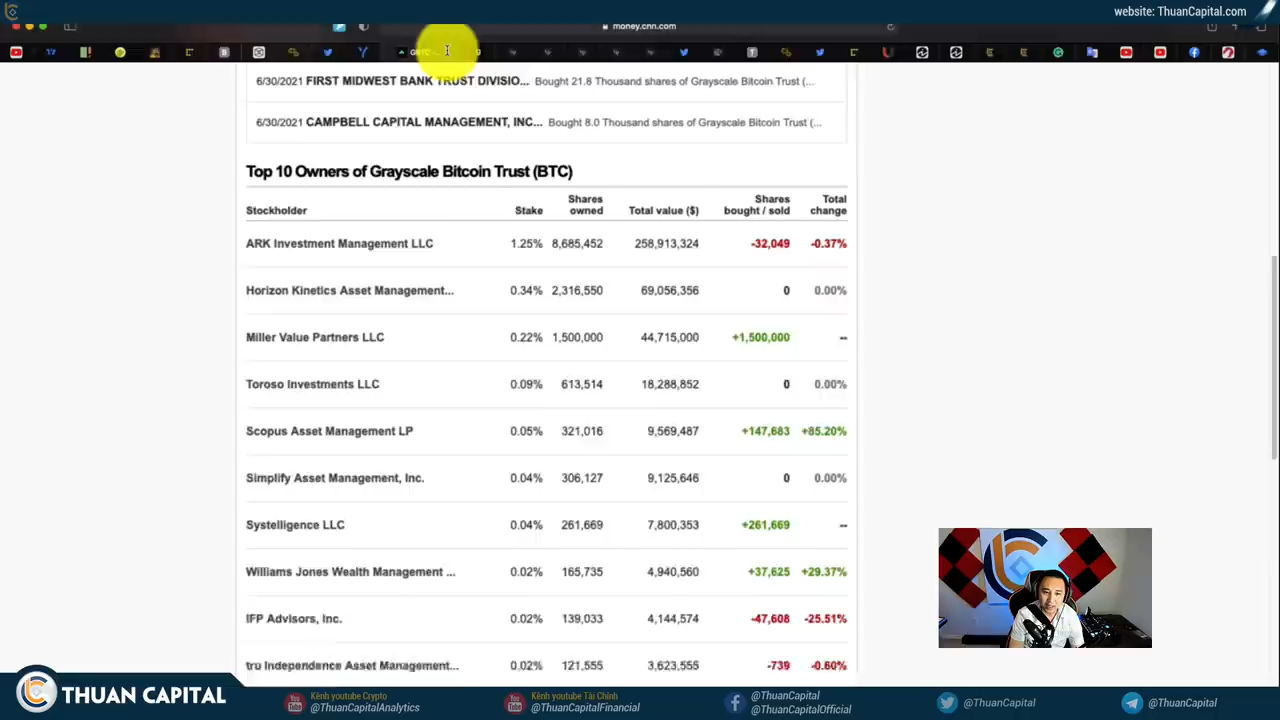 website: ThuanCapital.com
money.cnn.com
6/30/2021 FIRST MIDWEST BANK TRUST DIVISIO... Bought 21.8 Thousand shares of Grayscale Bitcoin Trust (...
6/30/2021 CAMPBELL CAPITAL MANAGEMENT, INC... Bought 8.0 Thousand shares of Grayscale Bitcoin Trust (...
Top 10 Owners of Grayscale Bitcoin Trust (BTC)
Stockholder Stake Shares owned Total value ($) Shares bought / sold Total change
ARK Investment Management LLC 1.25% 8,685,452 258,913,324 -32,049 -0.37%
Horizon Kinetics Asset Management... 0.34% 2,316,550 69,056,356 0 0.00%
Miller Value Partners LLC 0.22% 1,500,000 44,715,000 +1,500,000 --
Toroso Investments LLC 0.09% 613,514 18,288,852 0 0.00%
Scopus Asset Management LP 0.05% 321,016 9,569,487 +147,683 +85.20%
Simplify Asset Management, Inc. 0.04% 306,127 9,125,646 0 0.00%
Systelligence LLC 0.04% 261,669 7,800,353 +261,669 --
Williams Jones Wealth Management ... 0.02% 165,735 4,940,560 +37,625 +29.37%
IFP Advisors, Inc. 0.02% 139,033 4,144,574 -47,608 -25.51%
tru Independence Asset Management... 0.02% 121,555 3,623,555 -739 -0.60%
THUAN CAPITAL
Kênh youtube Crypto
@ThuanCapitalAnalytics
Kênh youtube Tài Chính
@ThuanCapitalFinancial
@ThuanCapital
@ThuanCapitalOfficial
@ThuanCapital
@ThuanCapital